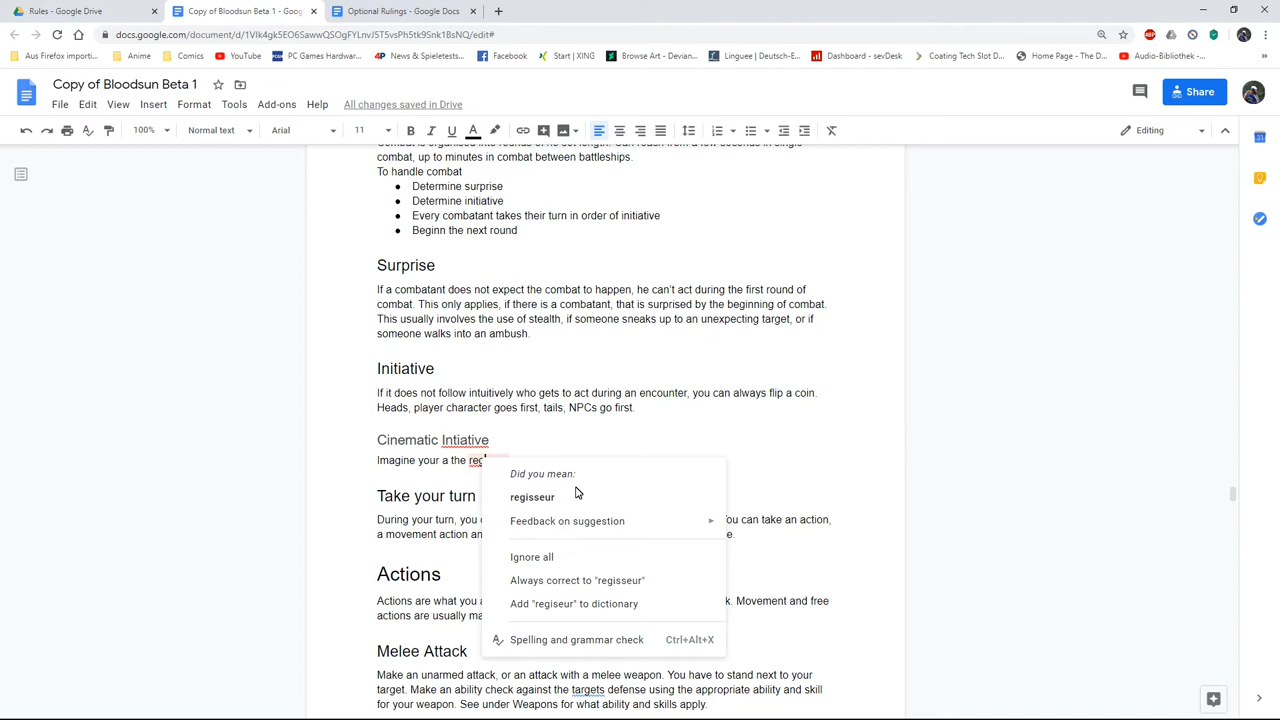 Rules - Google Drive
Copy of Bloodsun Beta 1 - Goog
Optional Rulings - Google Docs
docs.google.com/document/d/1VIk4gk5EO6SawwQSOgFYLnvJ5T5vsPh5tk9Snk1BsNQ/edit#
Aus Firefox importi...
Anime
Comics
YouTube
PC Games Hardwar...
News & Spieletests...
Facebook
Start | XING
Browse Art - Devian...
Linguee | Deutsch-E...
Dashboard - sevDesk
Coating Tech Slot D...
Home Page - The D...
Audio-Bibliothek -...
Copy of Bloodsun Beta 1
File Edit View Insert Format Tools Add-ons Help All changes saved in Drive
Share
100% Normal text Arial 11 Editing
combat, up to minutes in combat between battleships.
To handle combat
● Determine surprise
● Determine initiative
● Every combatant takes their turn in order of initiative
● Beginn the next round
Surprise
If a combatant does not expect the combat to happen, he can't act during the first round of
combat. This only applies, if there is a combatant, that is surprised by the beginning of combat.
This usually involves the use of stealth, if someone sneaks up to an unexpecting target, or if
someone walks into an ambush.
Initiative
If it does not follow intuitively who gets to act during an encounter, you can always flip a coin.
Heads, player character goes first, tails, NPCs go first.
Cinematic Intiative
Imagine your a the reg
Did you mean:
regisseur
Feedback on suggestion
Ignore all
Always correct to "regisseur"
Add "regiseur" to dictionary
Spelling and grammar check Ctrl+Alt+X
Take your turn
During your turn, you ou can take an action,
a movement action an e.
Actions
Actions are what you a k. Movement and free
actions are usually ma
Melee Attack
Make an unarmed attack, or an attack with a melee weapon. You have to stand next to your
target. Make an ability check against the targets defense using the appropriate ability and skill
for your weapon. See under Weapons for what ability and skills apply.